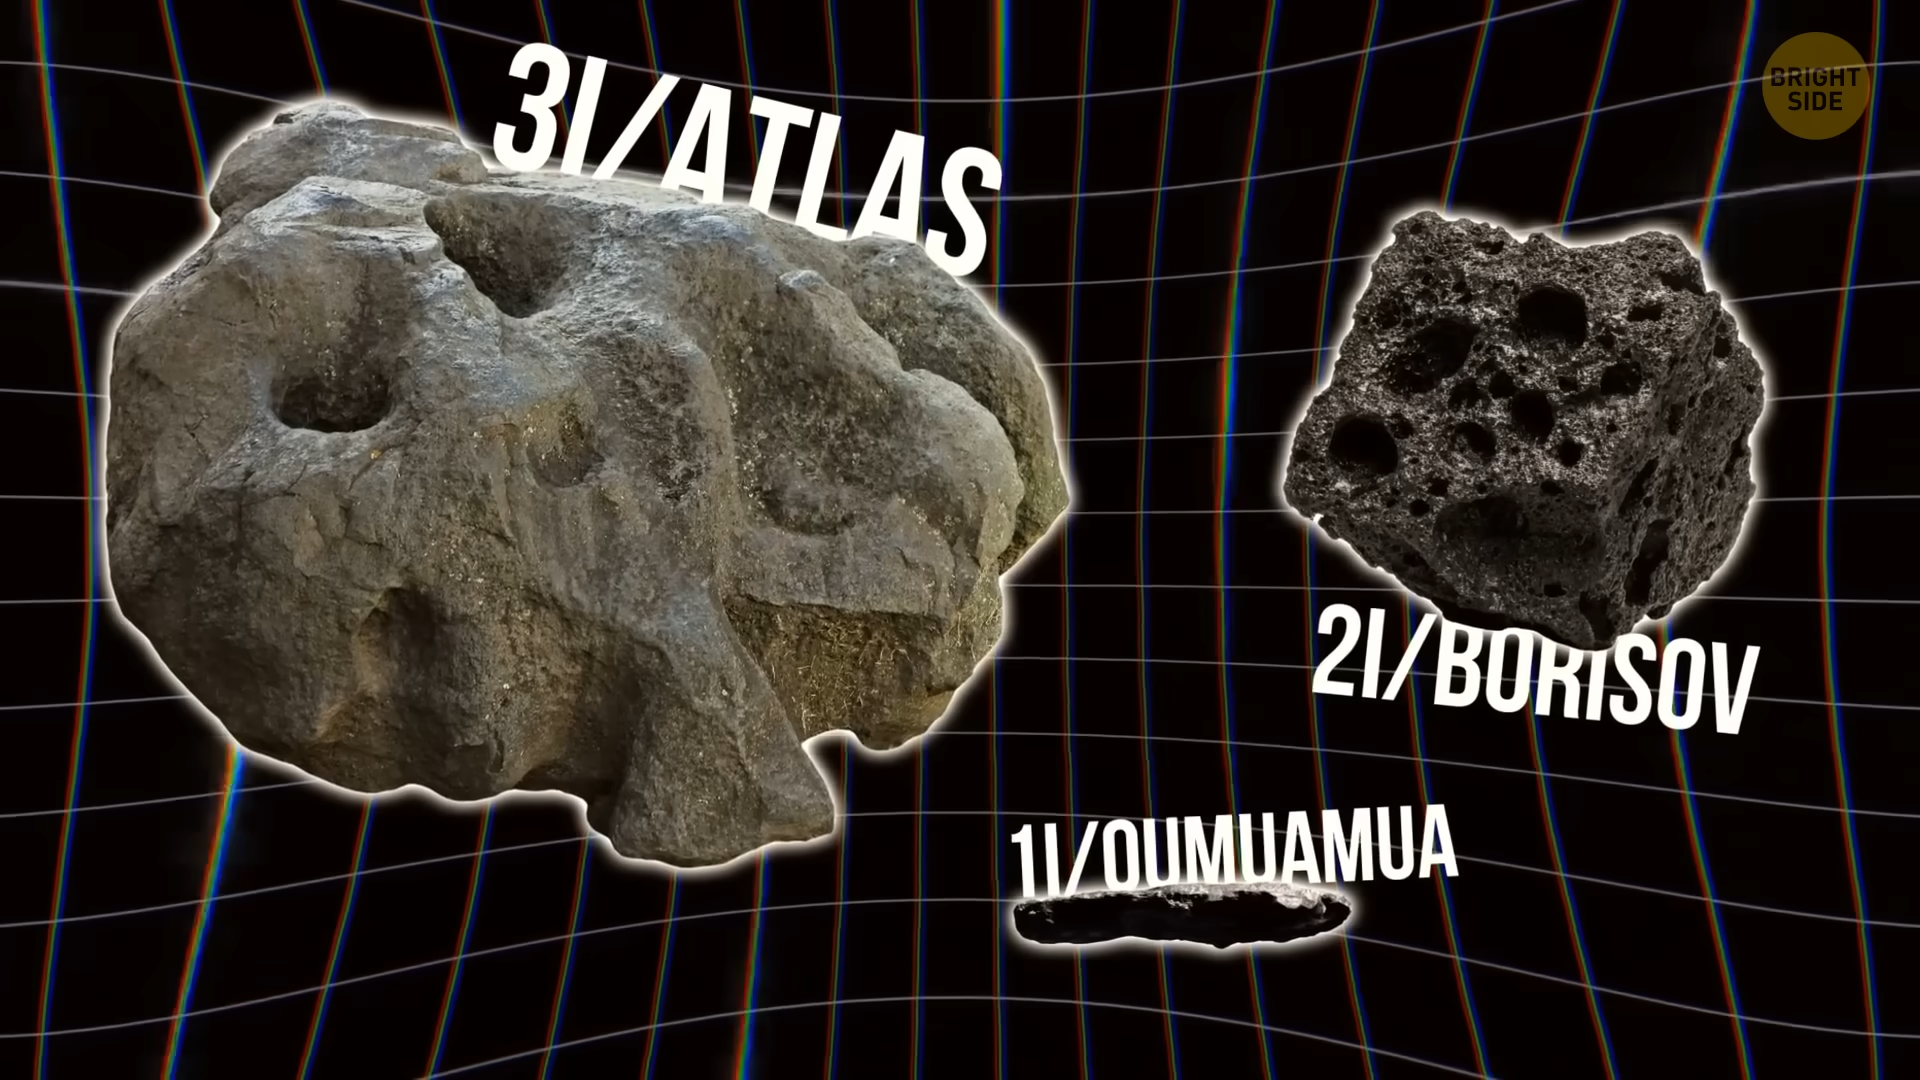 3I/ATLAS
BRIGHT
SIDE
2I/BORISOV
1I/OUMUAMUA